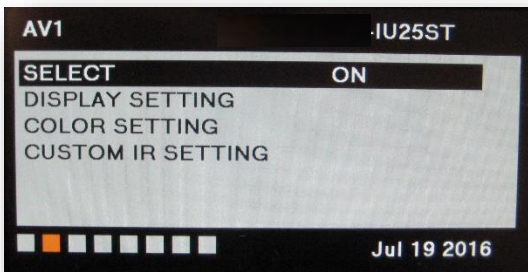 AV1 -IU25ST
SELECT ON
DISPLAY SETTING
COLOR SETTING
CUSTOM IR SETTING
Jul 19 2016